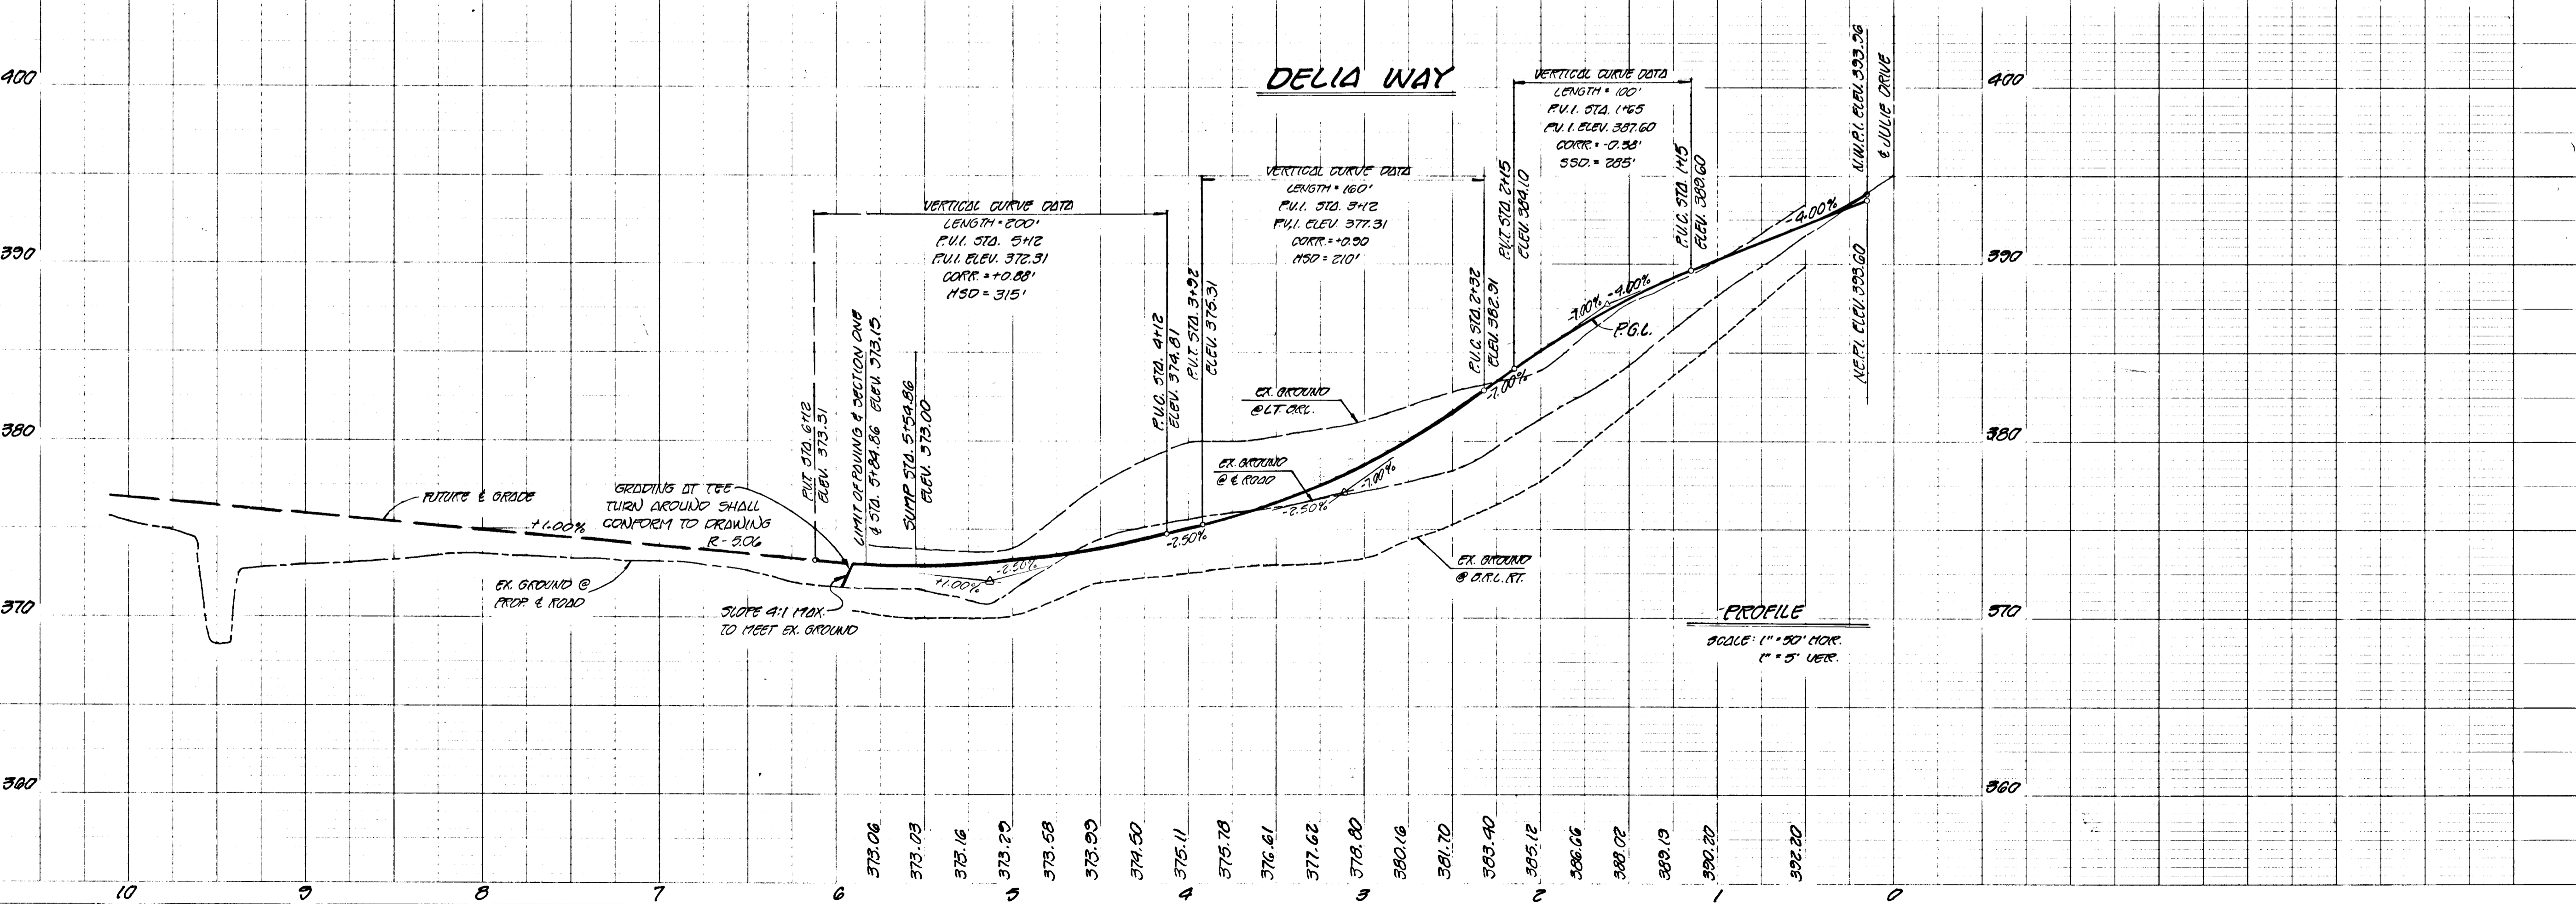 DELIA WAY
400
390
380
370
360
400
390
380
370
360
VERTICAL CURVE DATA
LENGTH = 200'
P.V.I. STA. 5+12
P.V.I. ELEV. 372.31
CORR. = +0.88'
HSD = 315'
VERTICAL CURVE DATA
LENGTH = 160'
P.V.I. STA. 3+12
P.V.I. ELEV. 377.31
CORR. = +0.90
HSD = 210'
VERTICAL CURVE DATA
LENGTH = 100'
P.V.I. STA. 1+65
P.V.I. ELEV. 387.60
CORR. = -0.38'
SSD. = 285'
P.V.T. STA. 6+12
ELEV. 373.31
LIMIT OF PAVING & SECTION ONE
℄ STA. 5+84.86 ELEV. 373.15
SUMP STA. 5+54.86
ELEV. 373.00
P.V.C. STA. 4+12
ELEV. 374.81
P.V.T. STA. 3+92
ELEV. 375.31
P.V.C. STA. 2+32
ELEV. 382.91
P.V.T. STA. 2+15
ELEV. 384.10
P.V.C. STA. 1+15
ELEV. 389.60
N.W.P.I. ELEV. 393.96
℄ JULIE DRIVE
N.E.P.I. ELEV. 393.60
-4.00%
-4.00%
-7.00%
P.G.L.
-7.00%
EX. GROUND
@ LT. B.R.L.
EX. GROUND
@ ℄ ROAD
-7.00%
-2.50%
-2.50%
EX. GROUND
@ B.R.L. RT.
FUTURE ℄ GRADE
+1.00%
GRADING AT TEE
TURN AROUND SHALL
CONFORM TO DRAWING
R-5.06
-2.50%
+1.00%
EX. GROUND @
PROP. ℄ ROAD
SLOPE 4:1 MAX.
TO MEET EX. GROUND
PROFILE
SCALE: 1" = 50' HOR.
1" = 5' VER.
373.06
373.03
373.16
373.29
373.58
373.99
374.50
375.11
375.78
376.61
377.62
378.80
380.16
381.70
383.40
385.12
386.66
388.02
389.19
390.20
392.20
10
9
8
7
6
5
4
3
2
1
0